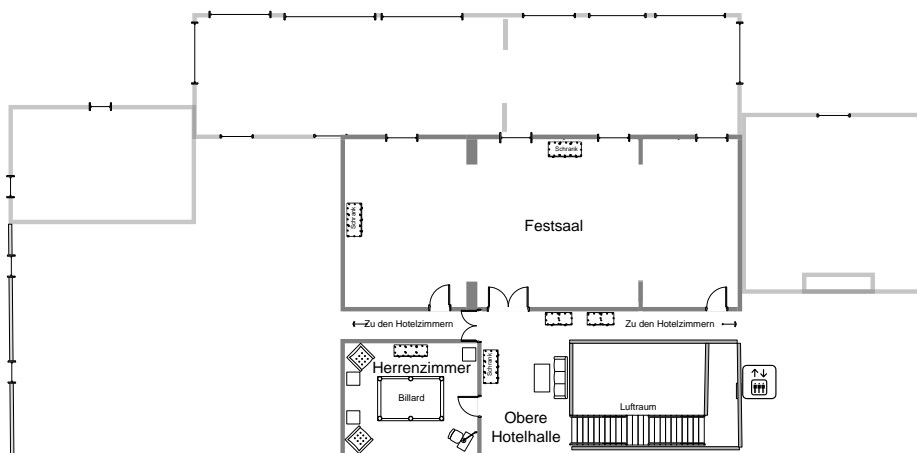 Schrank
Schrank
Festsaal
Zu den Hotelzimmern
Zu den Hotelzimmern
Herrenzimmer
Schrank
Billard
Luftraum
Obere
Hotelhalle